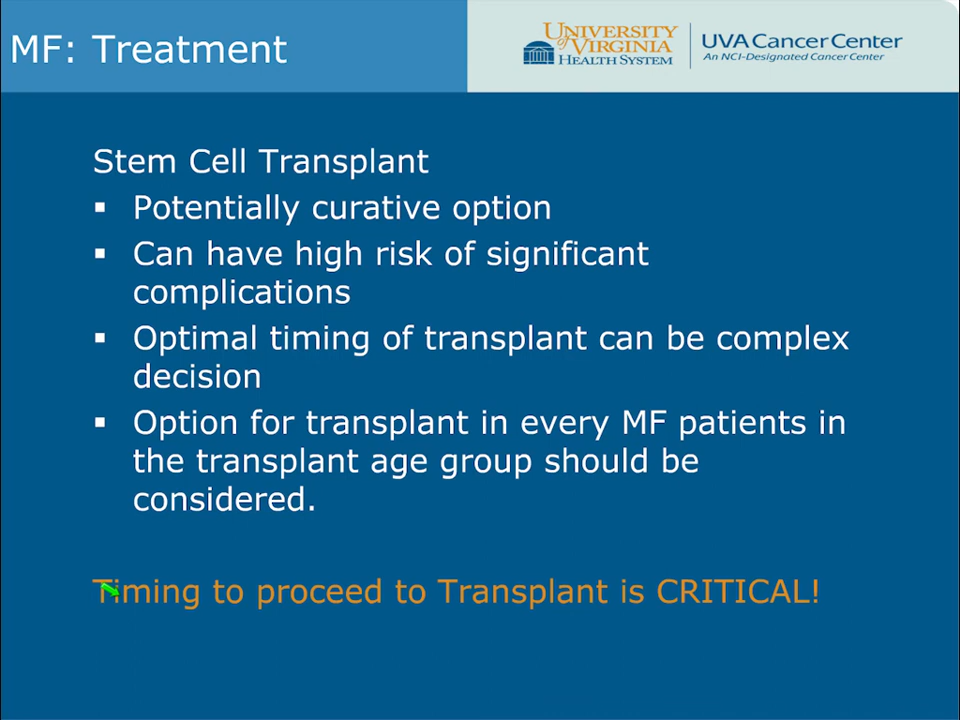 MF: Treatment
UNIVERSITY
of VIRGINIA
HEALTH SYSTEM
UVA Cancer Center
An NCI-Designated Cancer Center
Stem Cell Transplant
▪ Potentially curative option
▪ Can have high risk of significant
complications
▪ Optimal timing of transplant can be complex
decision
▪ Option for transplant in every MF patients in
the transplant age group should be
considered.
Timing to proceed to Transplant is CRITICAL!